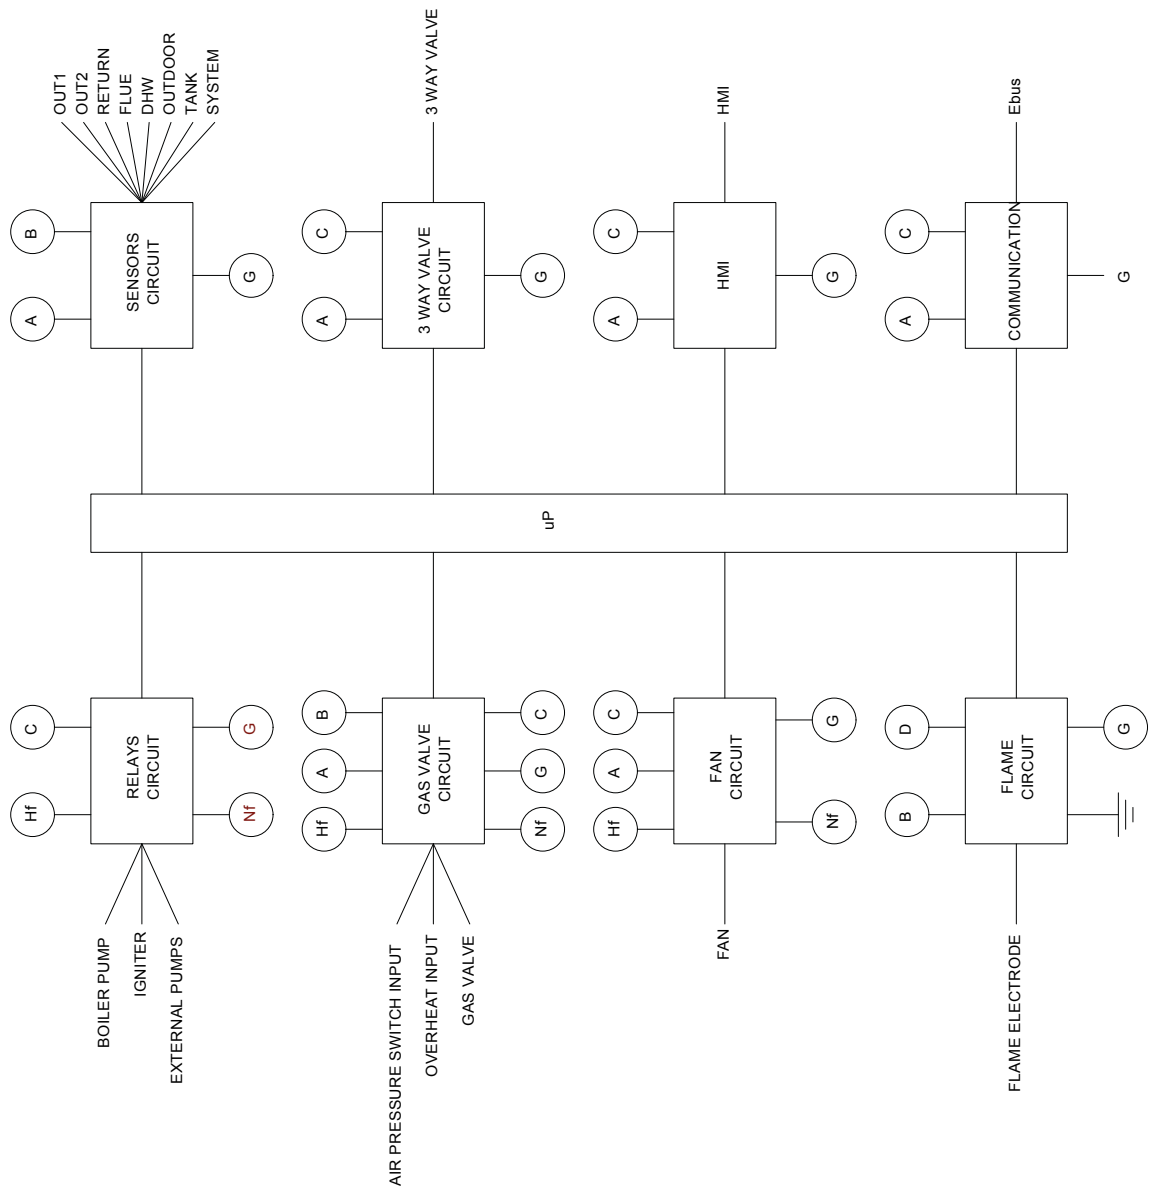 OUT1
OUT2
RETURN
FLUE
DHW
OUTDOOR
TANK
SYSTEM
B
A
SENSORS
CIRCUIT
G
3 WAY VALVE
C
A
3 WAY VALVE
CIRCUIT
G
HMI
C
A
HMI
G
Ebus
C
A
COMMUNICATION
G
uP
C
Hf
RELAYS
CIRCUIT
G
Nf
BOILER PUMP
IGNITER
EXTERNAL PUMPS
B
A
Hf
GAS VALVE
CIRCUIT
C
G
Nf
AIR PRESSURE SWITCH INPUT
OVERHEAT INPUT
GAS VALVE
C
A
Hf
FAN
CIRCUIT
G
Nf
FAN
D
B
FLAME
CIRCUIT
G
FLAME ELECTRODE